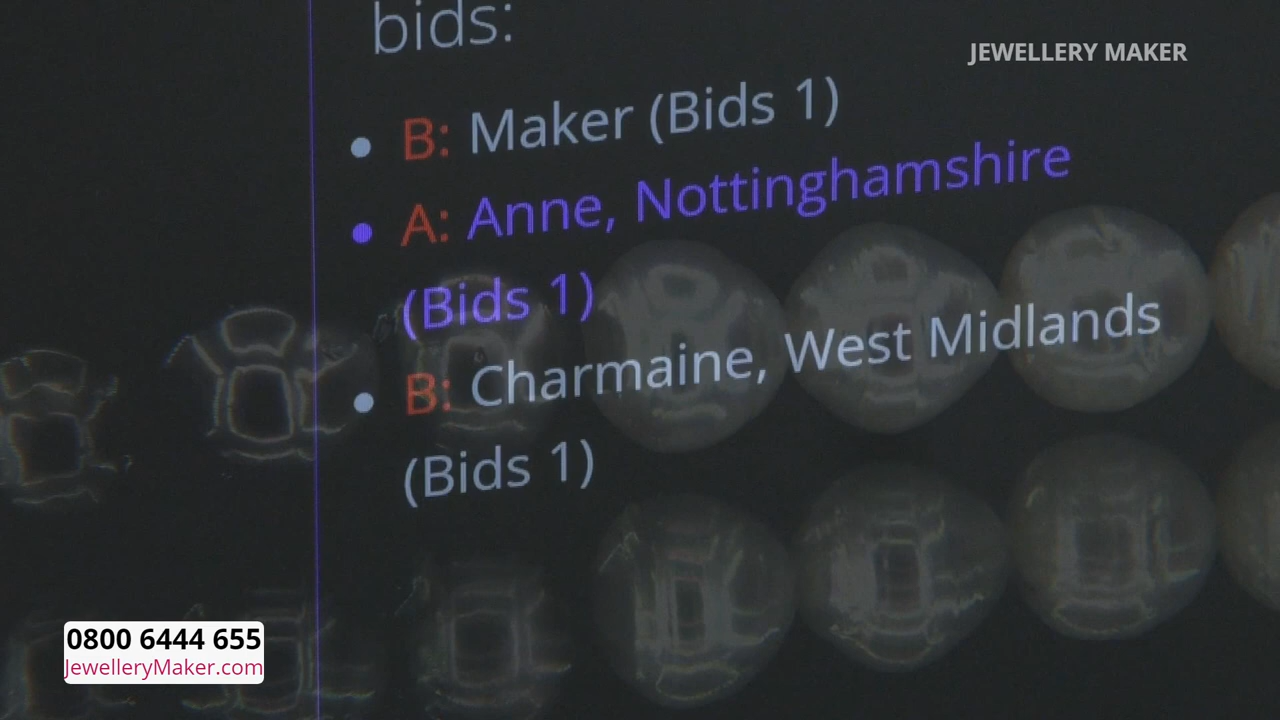 bids:
JEWELLERY MAKER
B: Maker (Bids 1)
A: Anne, Nottinghamshire
(Bids 1)
B: Charmaine, West Midlands
(Bids 1)
0800 6444 655
JewelleryMaker.com